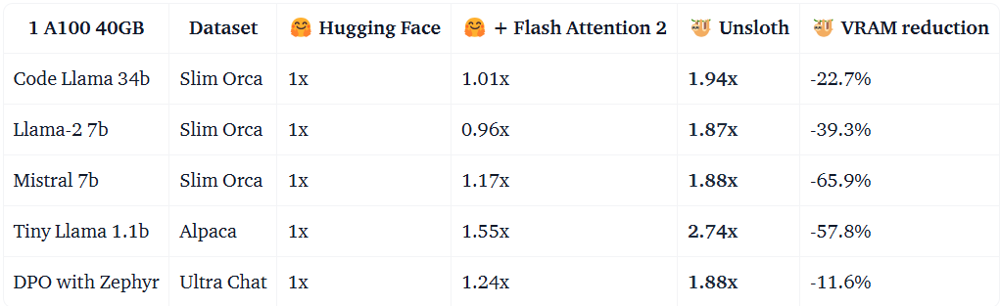 1 A100 40GB Dataset 🤗 Hugging Face 🤗 + Flash Attention 2 🦥 Unsloth 🦥 VRAM reduction
Code Llama 34b Slim Orca 1x 1.01x 1.94x -22.7%
Llama-2 7b Slim Orca 1x 0.96x 1.87x -39.3%
Mistral 7b Slim Orca 1x 1.17x 1.88x -65.9%
Tiny Llama 1.1b Alpaca 1x 1.55x 2.74x -57.8%
DPO with Zephyr Ultra Chat 1x 1.24x 1.88x -11.6%